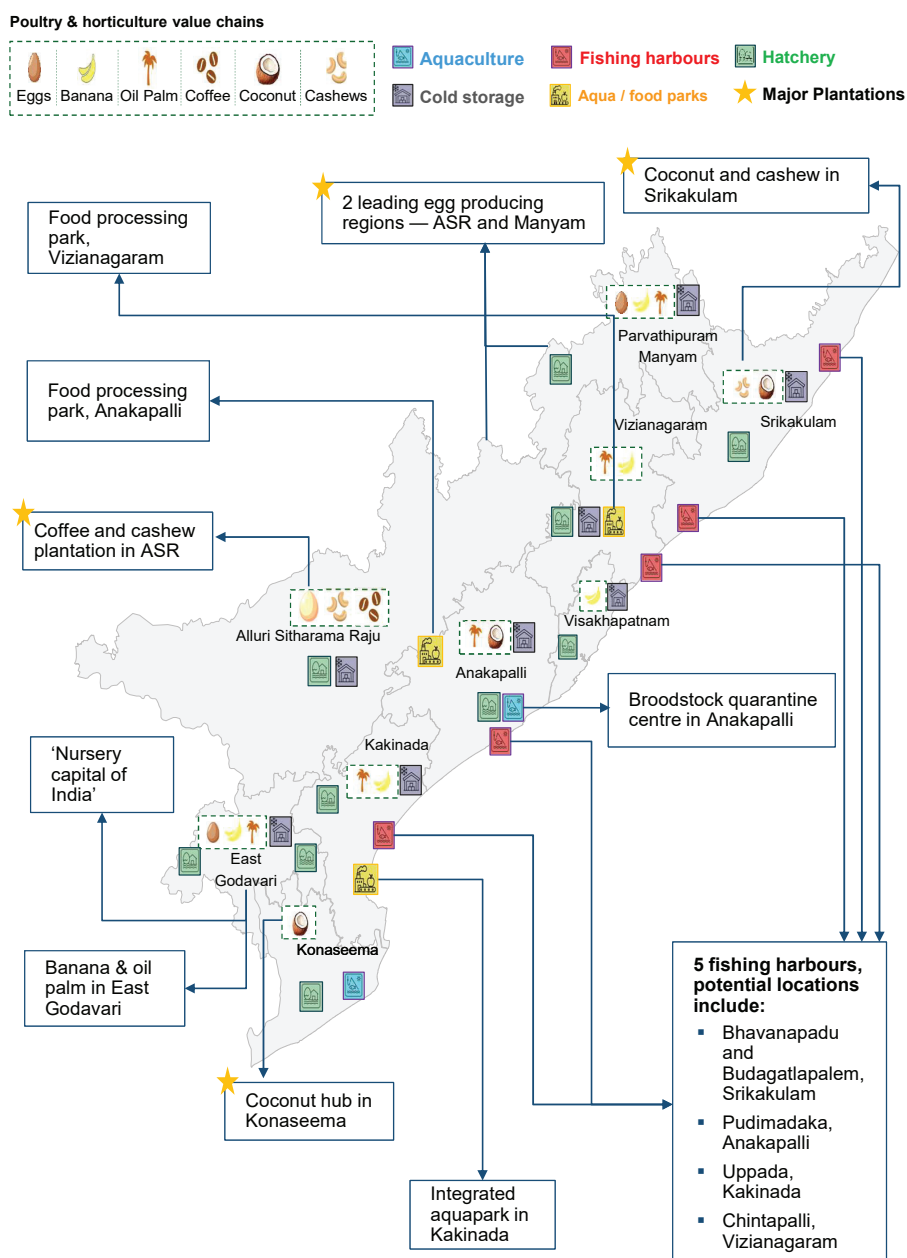 Poultry & horticulture value chains
Eggs
Banana
Oil Palm
Coffee
Coconut
Cashews
Aquaculture
Fishing harbours
Hatchery
Cold storage
Aqua / food parks
Major Plantations
Coconut and cashew in
Srikakulam
2 leading egg producing
regions — ASR and Manyam
Food processing
park,
Vizianagaram
Parvathipuram
Manyam
Food processing
park, Anakapalli
Vizianagaram
Srikakulam
Coffee and cashew
plantation in ASR
Visakhapatnam
Alluri Sitharama Raju
Anakapalli
Broodstock quarantine
centre in Anakapalli
Kakinada
‘Nursery
capital of
India’
East
Godavari
Konaseema
Banana & oil
palm in East
Godavari
5 fishing harbours,
potential locations
include:
▪ Bhavanapadu
and
Budagatlapalem,
Srikakulam
▪ Pudimadaka,
Anakapalli
▪ Uppada,
Kakinada
▪ Chintapalli,
Vizianagaram
Coconut hub in
Konaseema
Integrated
aquapark in
Kakinada